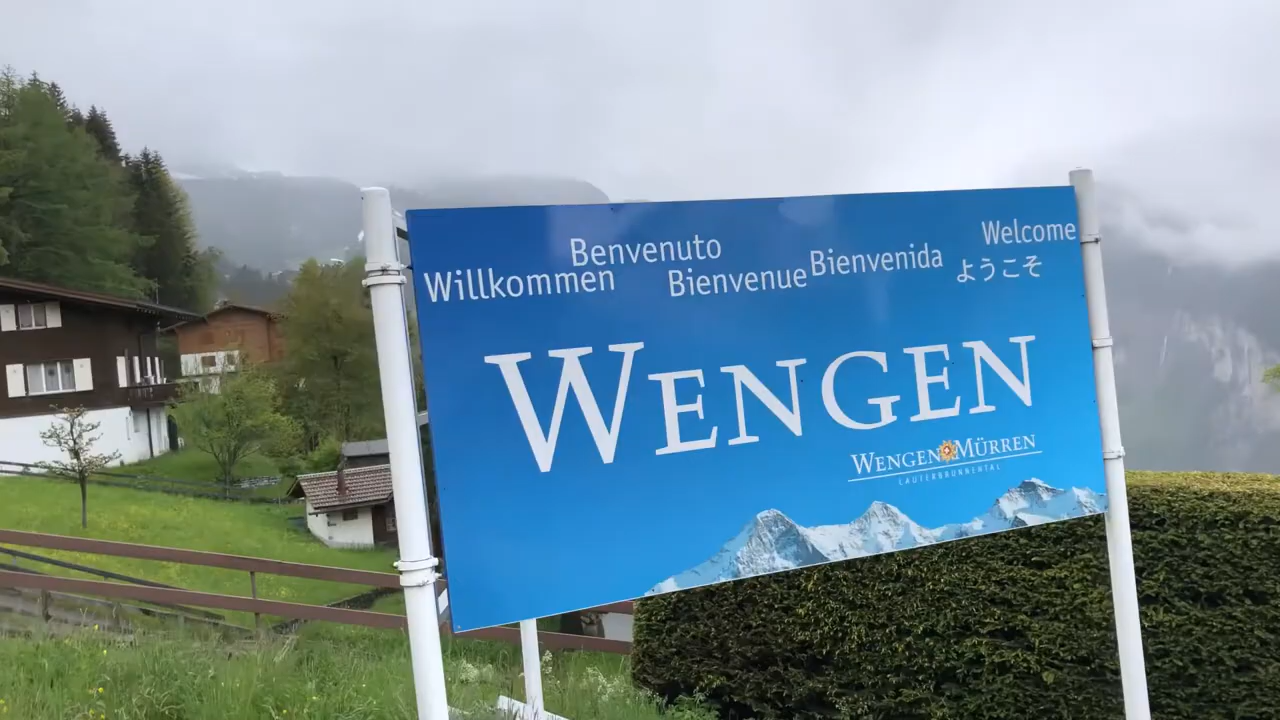 Willkommen Benvenuto Bienvenue Bienvenida Welcome
ようこそ
WENGEN
WENGEN MÜRREN
LAUTERBRUNNENTAL